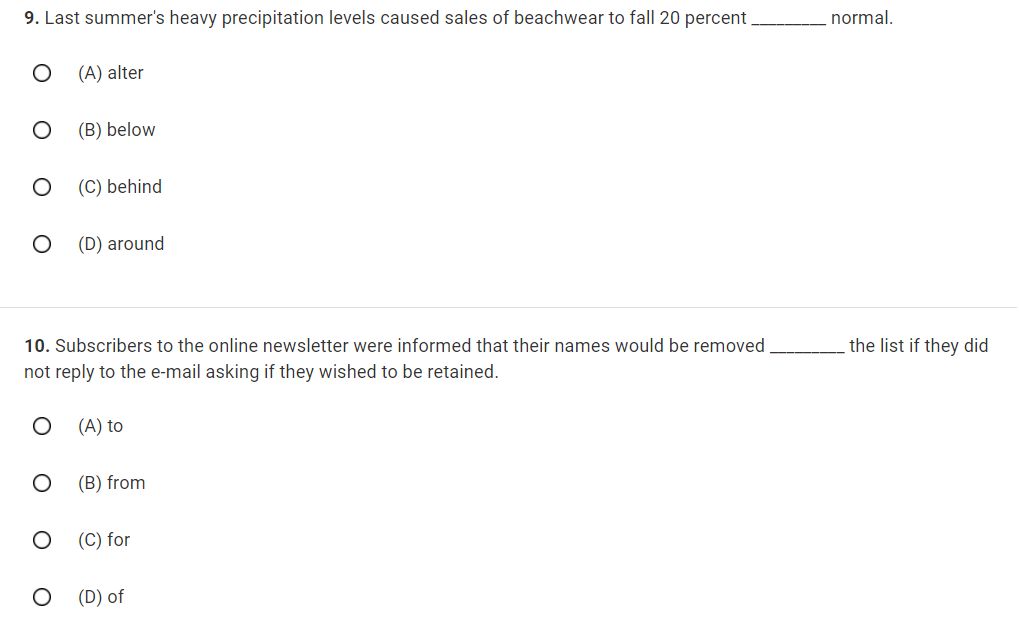 9. Last summer's heavy precipitation levels caused sales of beachwear to fall 20 percent _________ normal.
(A) alter
(B) below
(C) behind
(D) around
10. Subscribers to the online newsletter were informed that their names would be removed _________ the list if they did
not reply to the e-mail asking if they wished to be retained.
(A) to
(B) from
(C) for
(D) of